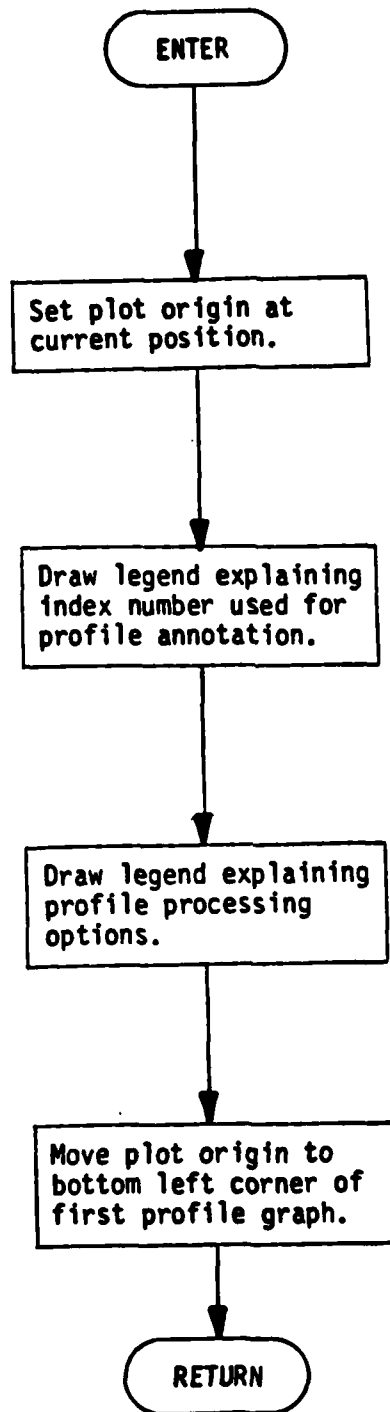 ENTER
Set plot origin at
current position.
Draw legend explaining
index number used for
profile annotation.
Draw legend explaining
profile processing
options.
Move plot origin to
bottom left corner of
first profile graph.
RETURN